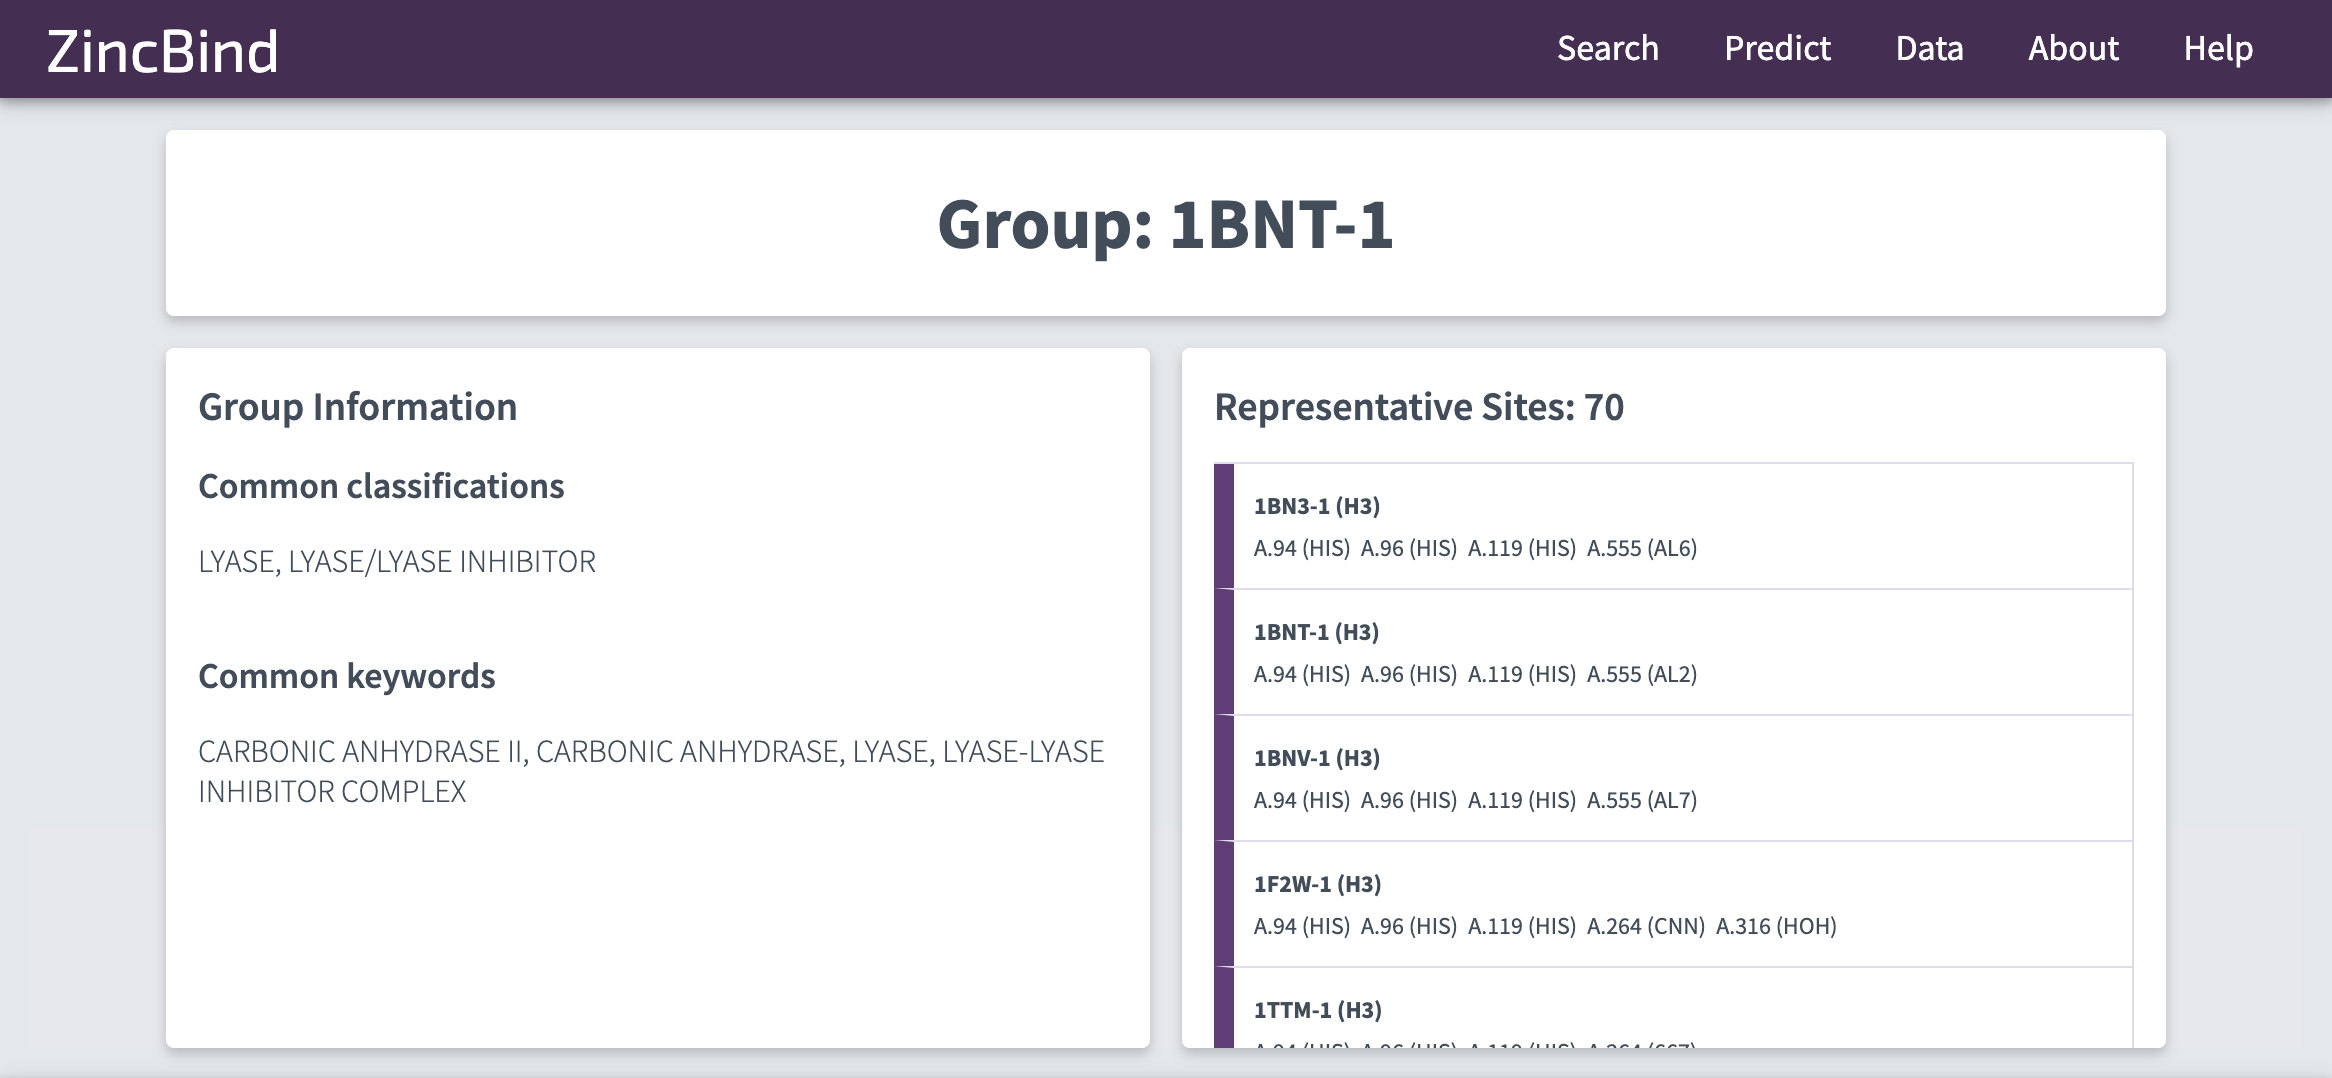 ZincBind
Search Predict Data About Help
Group: 1BNT-1
Group Information
Common classifications
LYASE, LYASE/LYASE INHIBITOR
Common keywords
CARBONIC ANHYDRASE II, CARBONIC ANHYDRASE, LYASE, LYASE-LYASE
INHIBITOR COMPLEX
Representative Sites: 70
1BN3-1 (H3)
A.94 (HIS) A.96 (HIS) A.119 (HIS) A.555 (AL6)
1BNT-1 (H3)
A.94 (HIS) A.96 (HIS) A.119 (HIS) A.555 (AL2)
1BNV-1 (H3)
A.94 (HIS) A.96 (HIS) A.119 (HIS) A.555 (AL7)
1F2W-1 (H3)
A.94 (HIS) A.96 (HIS) A.119 (HIS) A.264 (CNN) A.316 (HOH)
1TTM-1 (H3)